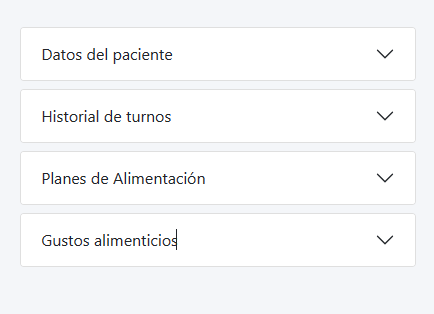 Datos del paciente
Historial de turnos
Planes de Alimentación
Gustos alimenticios